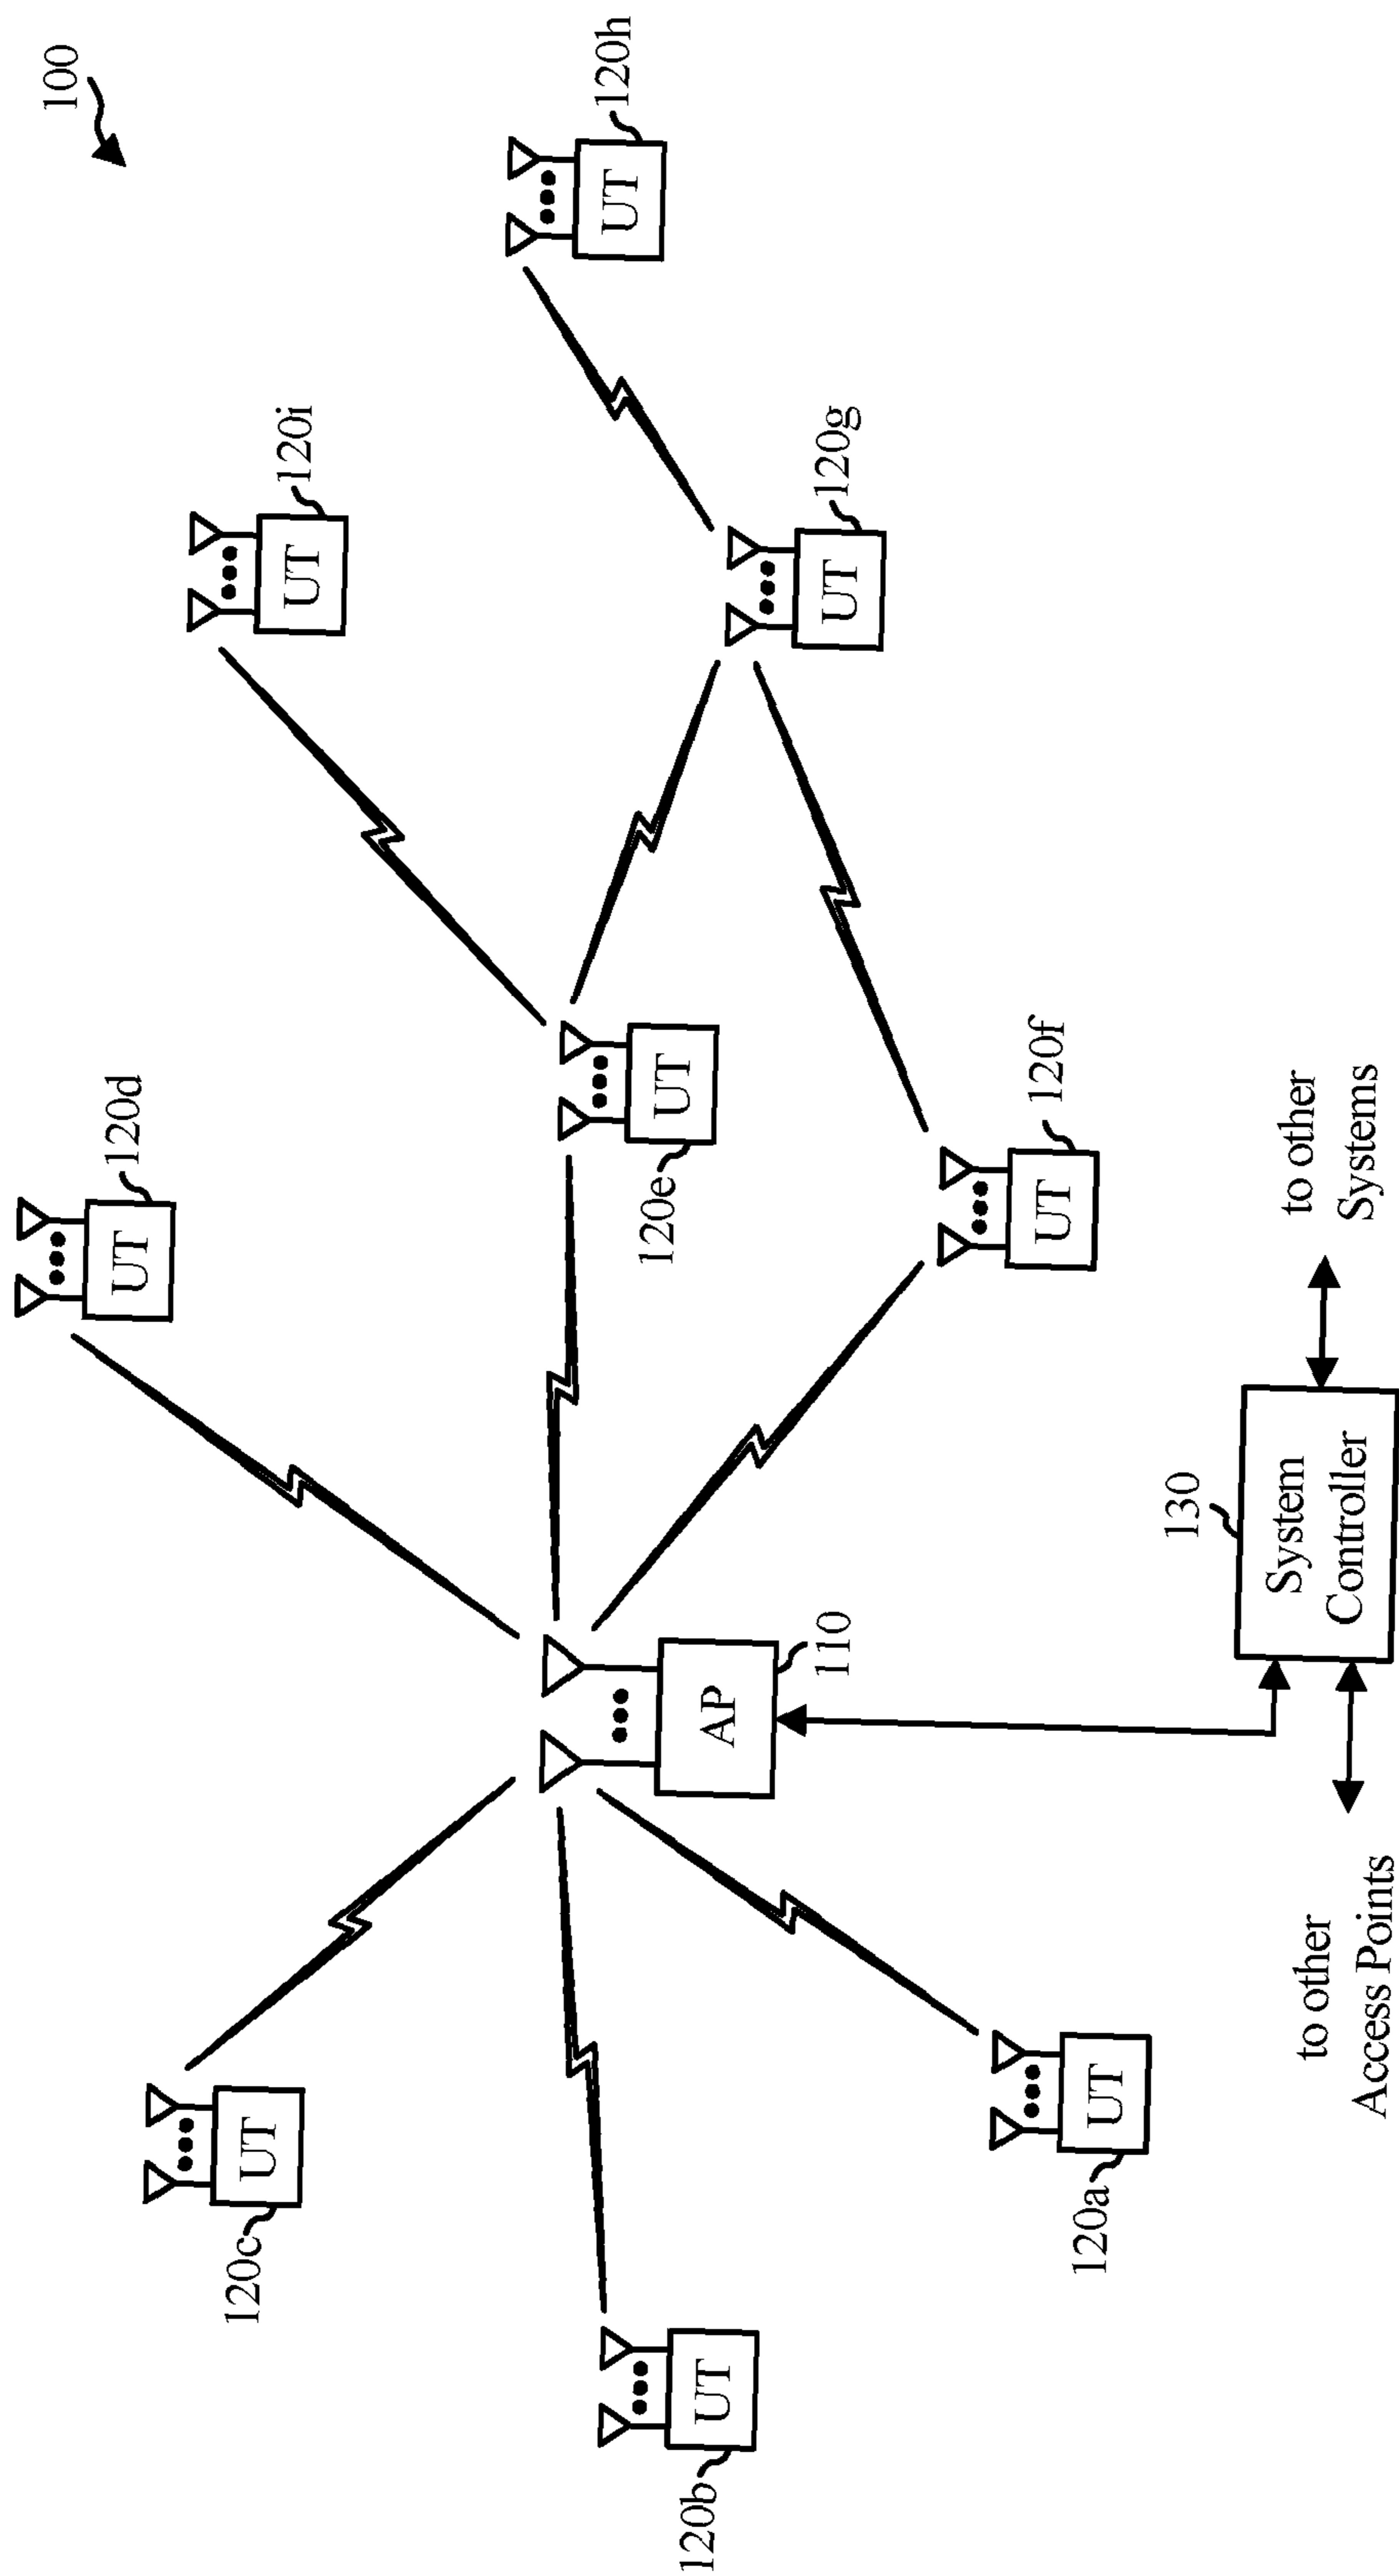 100
UT
120d
UT
120i
UT
120h
UT
120c
UT
120e
UT
120g
UT
120b
AP
110
UT
120f
UT
120a
130
System
Controller
to other
Access Points
to other
Systems